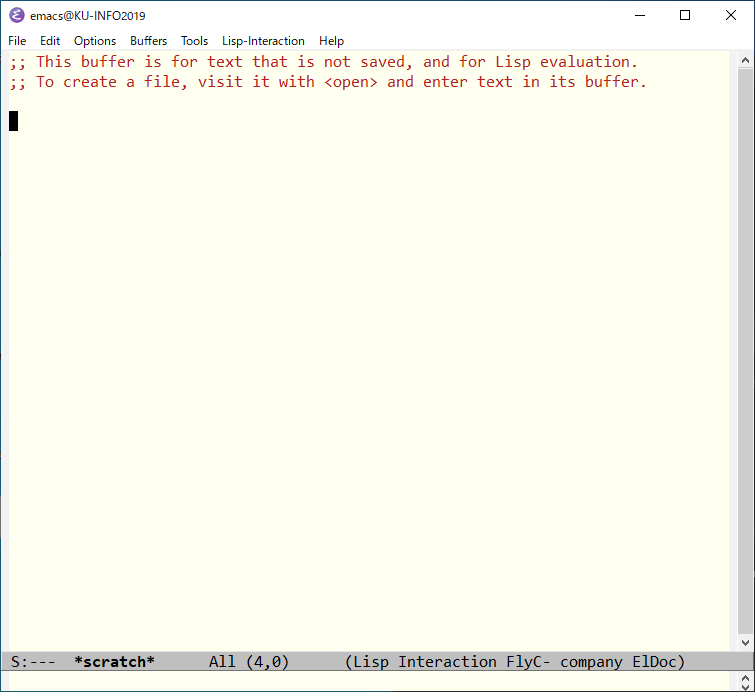 emacs@KU-INFO2019
File Edit Options Buffers Tools Lisp-Interaction Help
;; This buffer is for text that is not saved, and for Lisp evaluation.
;; To create a file, visit it with <open> and enter text in its buffer.
S:--- *scratch* All (4,0) (Lisp Interaction FlyC- company ElDoc)